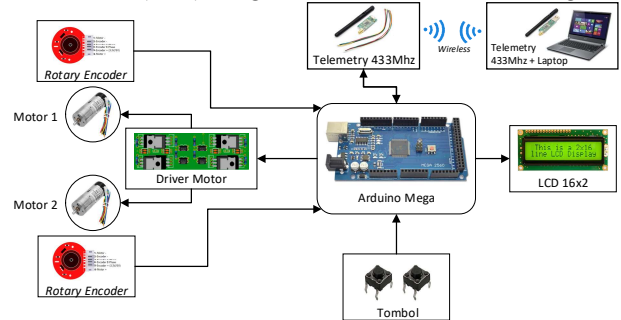 Rotary Encoder
Telemetry 433Mhz
Wireless
Telemetry
433Mhz + Laptop
Motor 1
Driver Motor
Motor 2
Rotary Encoder
Arduino Mega
This is a 2x16
line LCD Display
LCD 16x2
Tombol